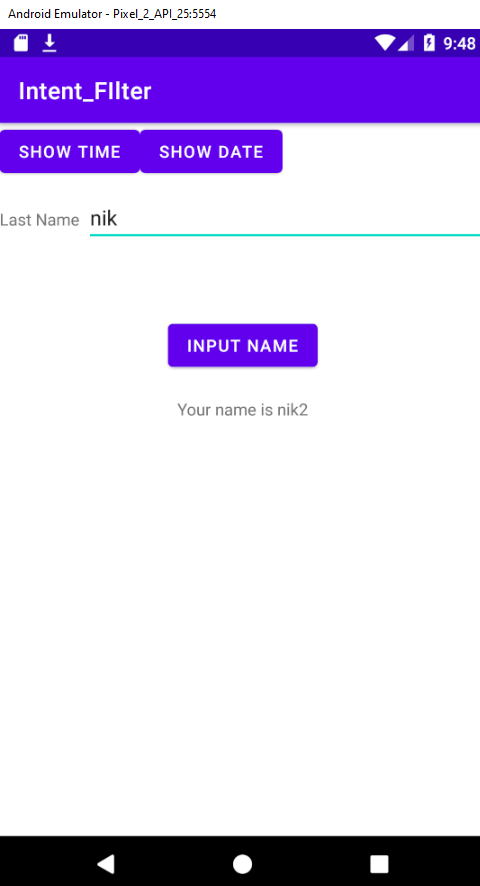 Android Emulator - Pixel_2_API_25:5554
9:48
Intent_FIlter
SHOW TIME SHOW DATE
Last Name nik
INPUT NAME
Your name is nik2